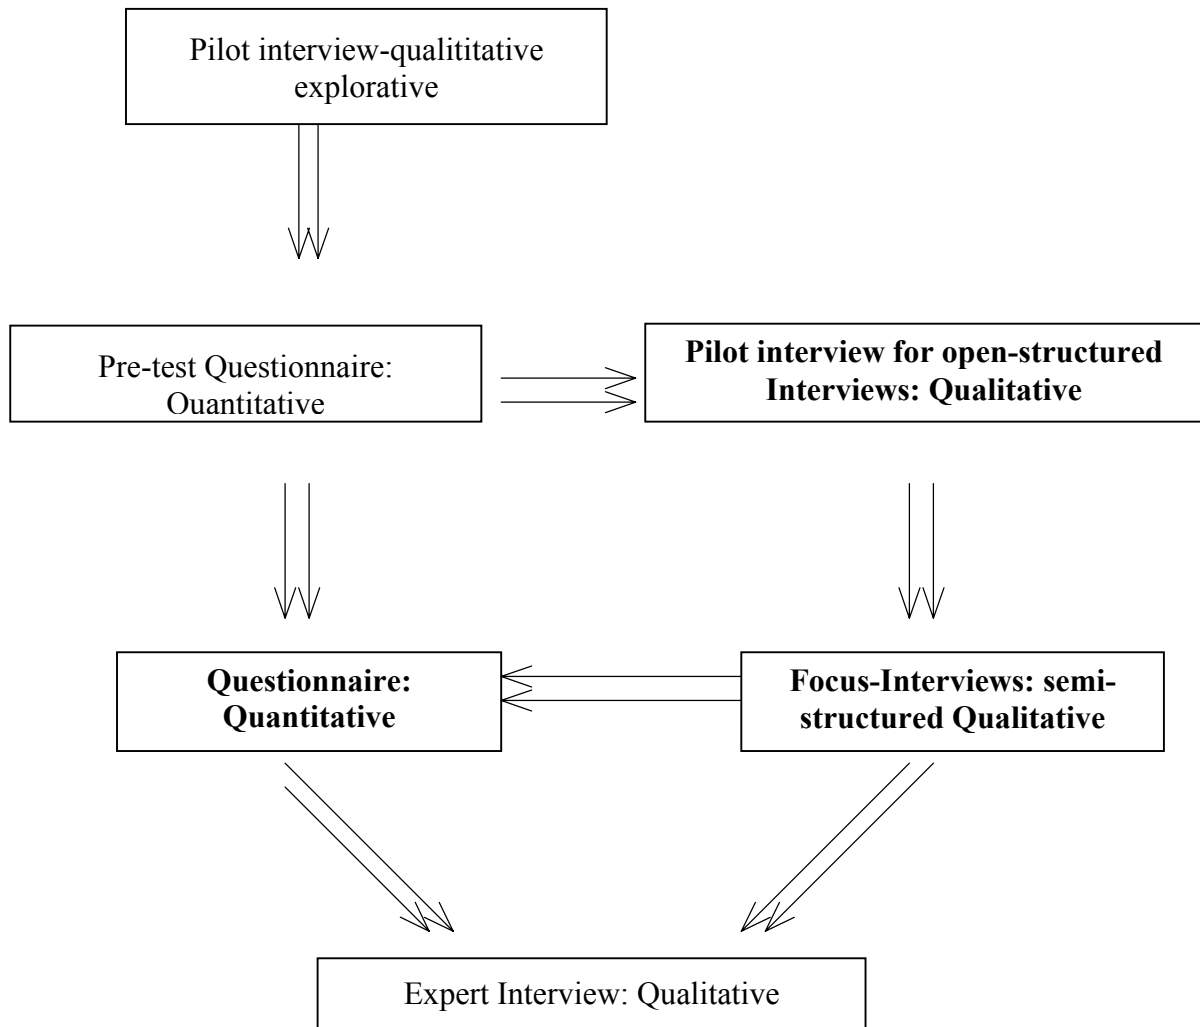 Pilot interview-qualititative
explorative
Pre-test Questionnaire:
Quantitative
Pilot interview for open-structured
Interviews: Qualitative
Questionnaire:
Quantitative
Focus-Interviews: semi-
structured Qualitative
Expert Interview: Qualitative